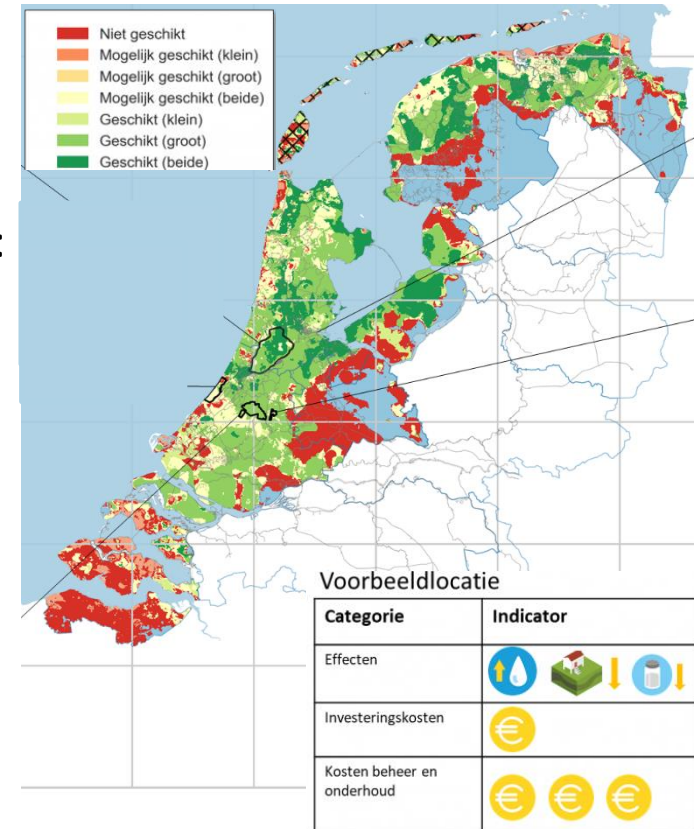 Niet geschikt
Mogelijk geschikt (klein)
Mogelijk geschikt (groot)
Mogelijk geschikt (beide)
Geschikt (klein)
Geschikt (groot)
Geschikt (beide)
:
Voorbeeldlocatie
Categorie Indicator
Effecten
Investeringskosten
€
Kosten beheer en
onderhoud
€ € €